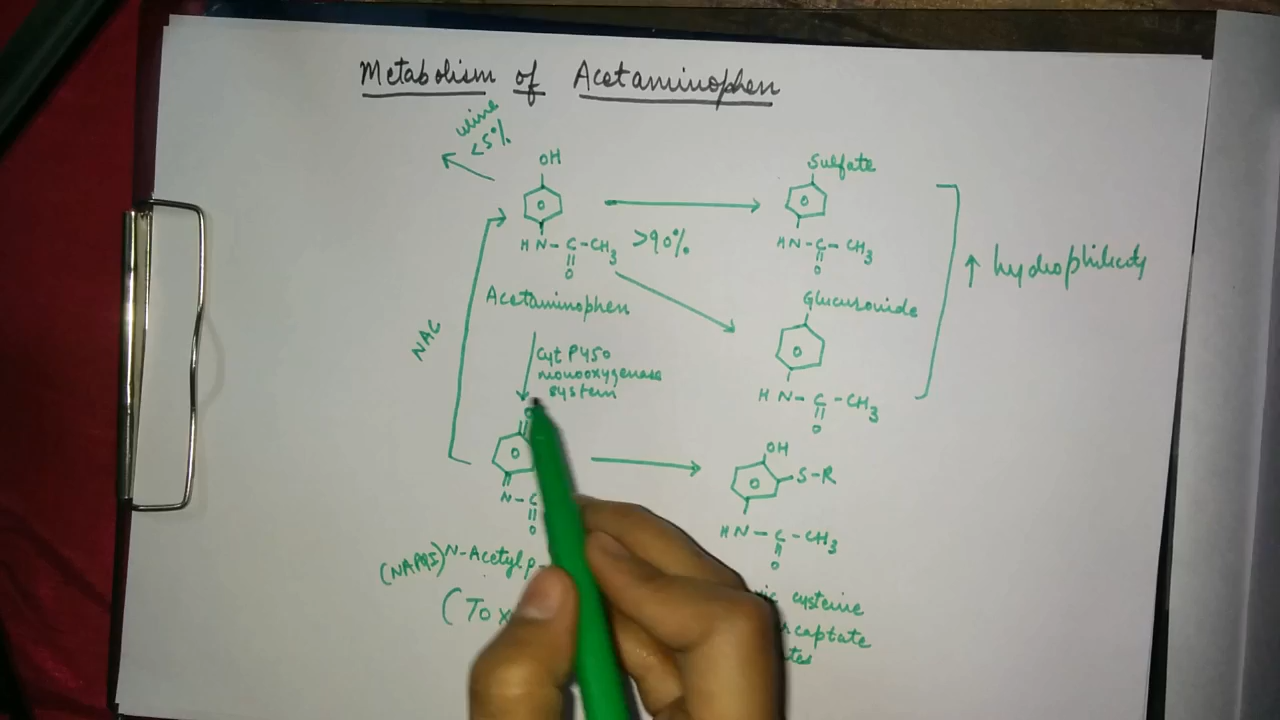 Metabolism of Acetaminophen
urine
<5%
OH
HN-C-CH3
O
Acetaminophen
>90%
Sulfate
HN-C-CH3
O
Glucuronide
HN-C-CH3
O
↑ hydrophilicity
NAC
Cyt P450
monooxygenase
system
O
N-C
O
(NAPQI) N-Acetyl p-
(Tox
OH
S-R
HN-C-CH3
O
cysteine
captate
tes